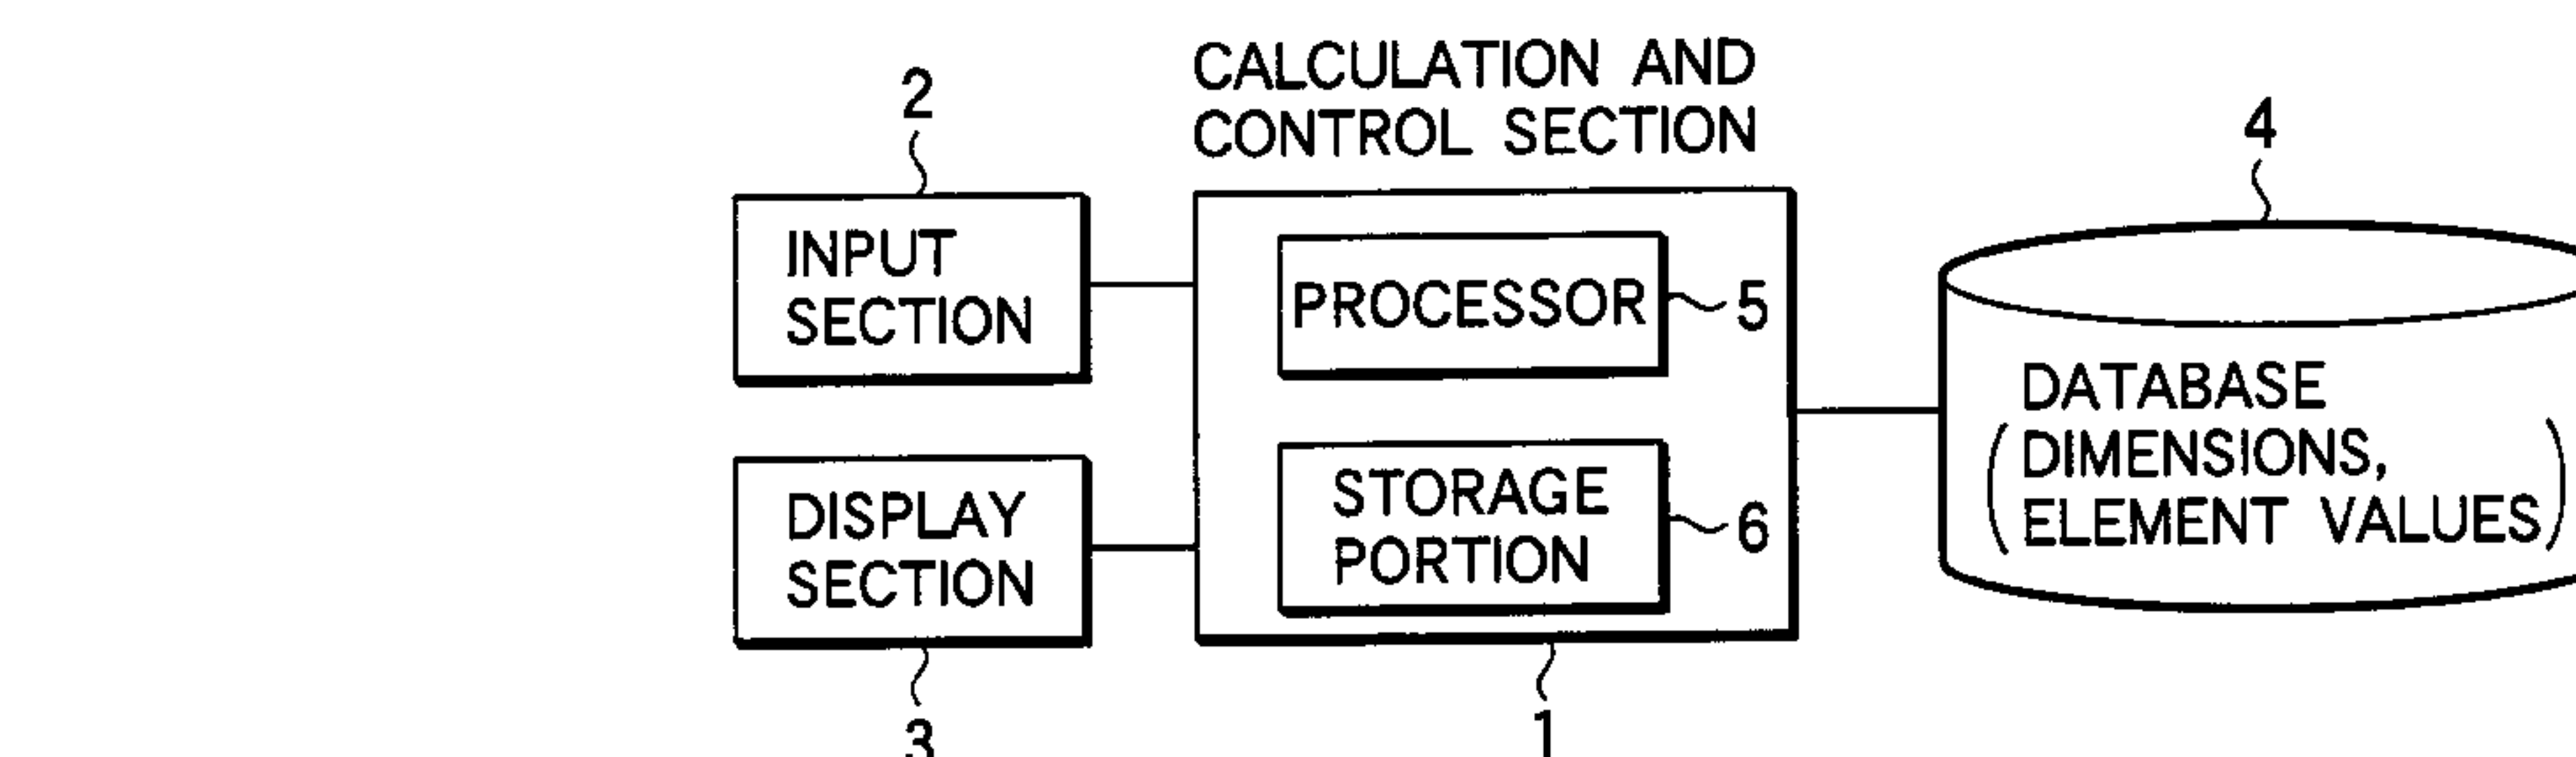 CALCULATION AND
CONTROL SECTION
2
4
INPUT
SECTION
PROCESSOR
5
DATABASE
DIMENSIONS,
ELEMENT VALUES
DISPLAY
SECTION
STORAGE
PORTION
6
3
1